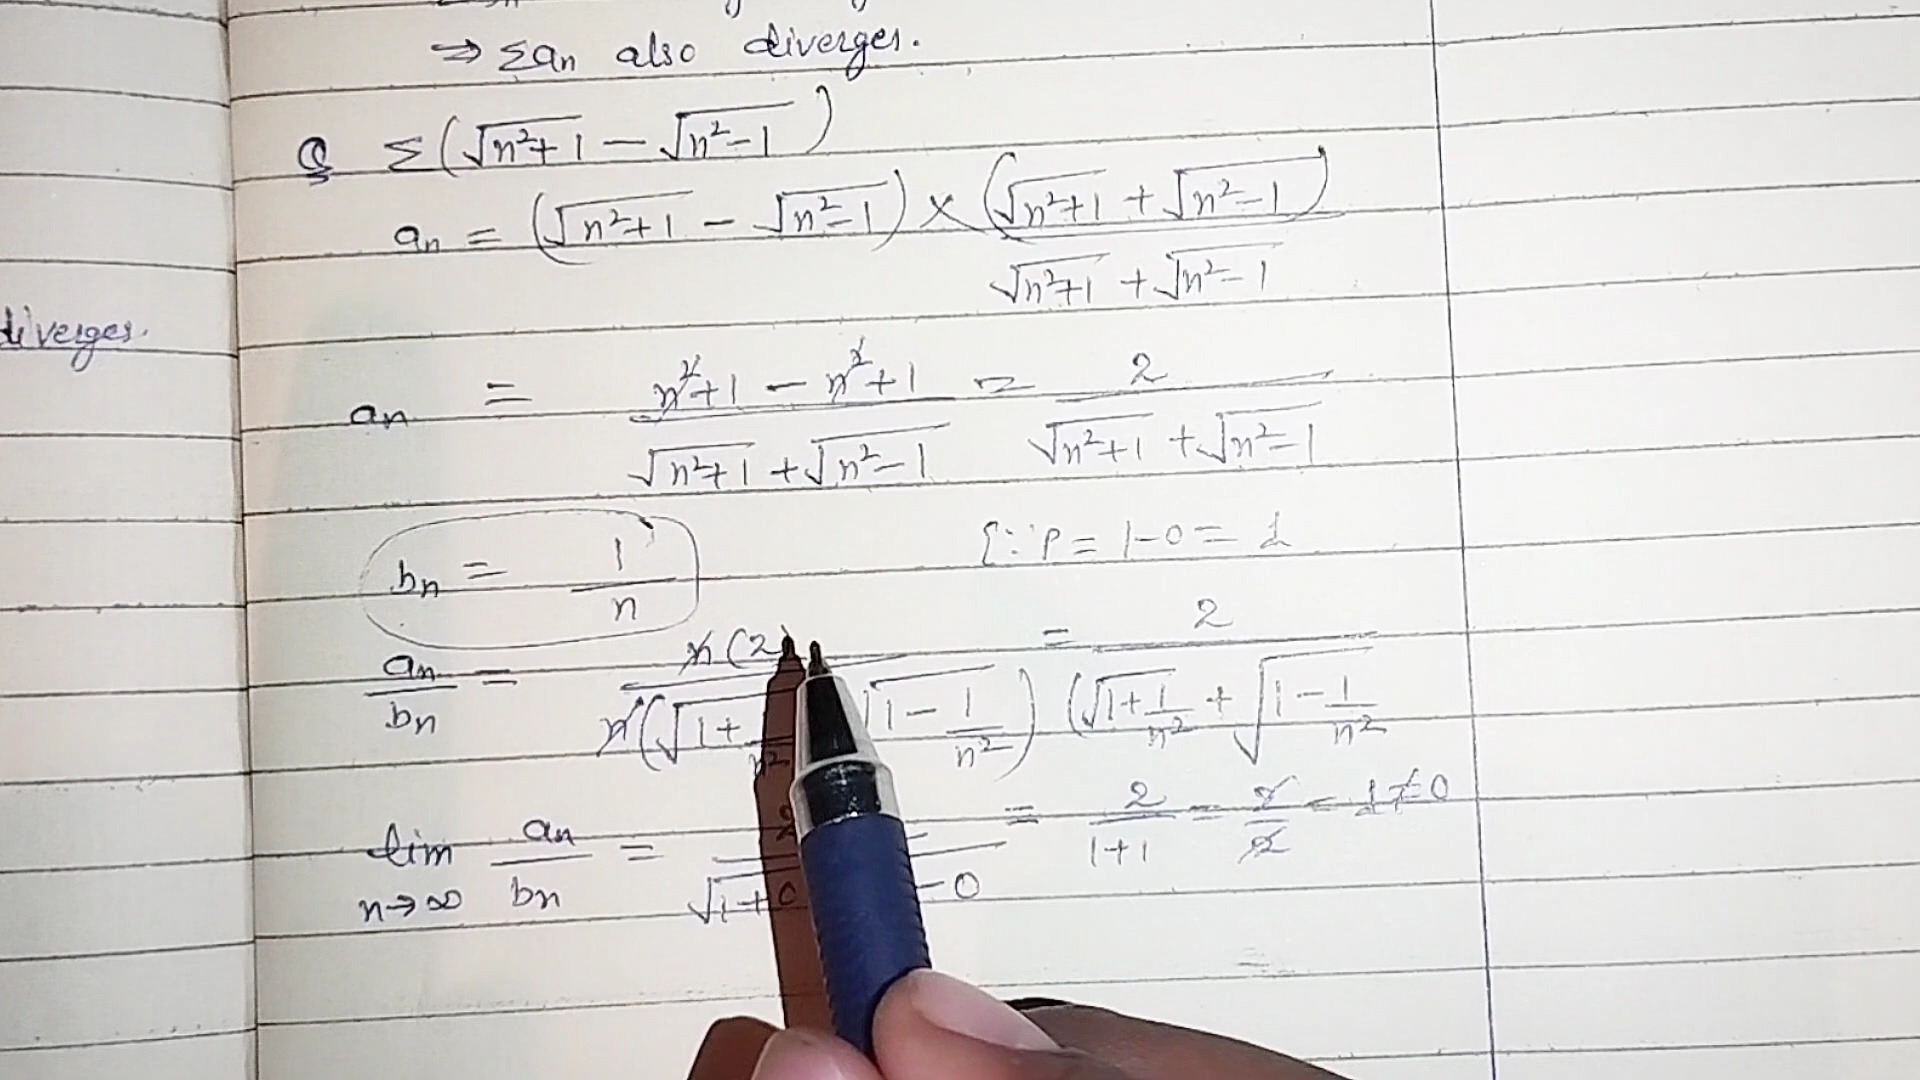 ⇒ Σan also diverges.
Q Σ(√(n²+1) − √(n²−1))
an = (√(n²+1) − √(n²−1)) × (√(n²+1) + √(n²−1)) / (√(n²+1) + √(n²−1))
diverges.
an = (n²+1 − n²+1) / (√(n²+1) + √(n²−1)) = 2 / (√(n²+1) + √(n²−1))
bn = 1/n {∵ P = 1−0 = 1
an/bn = n(2) / n(√(1+ n²) √(1 − 1/n²)) = 2 / (√(1+1/n²) + √(1 − 1/n²)
lim n→∞ an/bn = 2 / √(1+0 −0 = 2/(1+1) = 2/2 = 1 ≠ 0